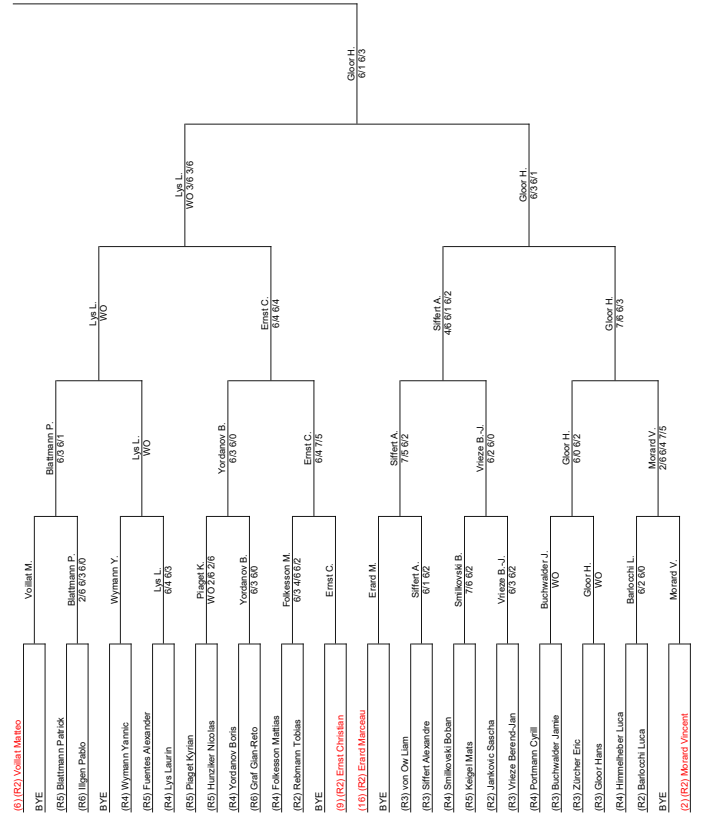 (6) (R2) Voillat Matteo
BYE
(R5) Blattmann Patrick
(R6) Illgen Pablo
BYE
(R4) Wymann Yannic
(R5) Fuentes Alexander
(R4) Lys Laurin
(R5) Piaget Kyrian
(R5) Hunziker Nicolas
(R4) Yordanov Boris
(R6) Graf Gian-Reto
(R4) Folkesson Mattias
(R2) Rebmann Tobias
BYE
(9) (R2) Ernst Christian
(16) (R2) Erard Marceau
BYE
(R3) von Ow Liam
(R3) Siffert Alexandre
(R4) Smilkovski Boban
(R5) Keigel Mats
(R2) Jankovic Sascha
(R3) Vrieze Berend-Jan
(R4) Portmann Cyrill
(R3) Buchwalder Jamie
(R3) Zürcher Eric
(R3) Gloor Hans
(R4) Himmelheber Luca
(R2) Barlocchi Luca
BYE
(2) (R2) Morard Vincent
Voillat M.
Blattmann P.
2/6 6/3 6/0
Wymann Y.
Lys L.
6/4 6/3
Piaget K.
WO 2/6 2/6
Yordanov B.
6/3 6/0
Folkesson M.
6/3 4/6 6/2
Ernst C.
Erard M.
Siffert A.
6/1 6/2
Smilkovski B.
7/6 6/2
Vrieze B.-J.
6/3 6/2
Buchwalder J.
WO
Gloor H.
WO
Barlocchi L.
6/2 6/0
Morard V.
Blattmann P.
6/3 6/1
Lys L.
WO
Yordanov B.
6/3 6/0
Ernst C.
6/4 7/5
Siffert A.
7/5 6/2
Vrieze B.-J.
6/2 6/0
Gloor H.
6/0 6/2
Morard V.
2/6 6/4 7/5
Lys L.
WO
Ernst C.
6/4 6/4
Siffert A.
4/6 6/1 6/2
Gloor H.
7/6 6/3
Lys L.
WO 3/6 3/6
Gloor H.
6/3 6/1
Gloor H.
6/1 6/3